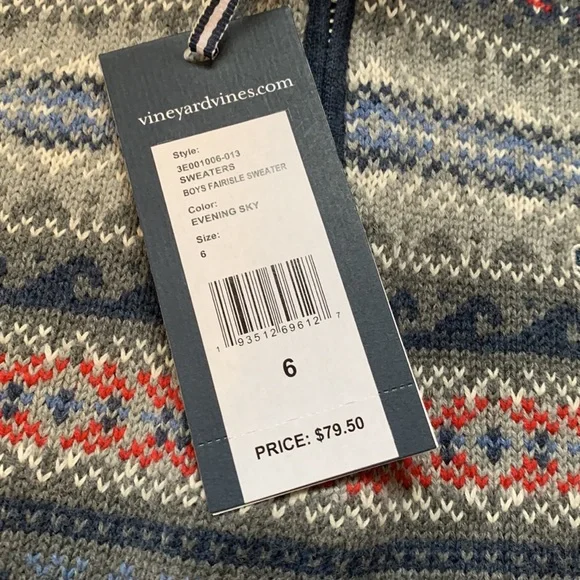 vineyardvines.com
Style:
3E001006-013
SWEATERS
BOYS FAIRISLE SWEATER
Color:
EVENING SKY
Size:
6
1 93512 69612 7
6
PRICE: $79.50